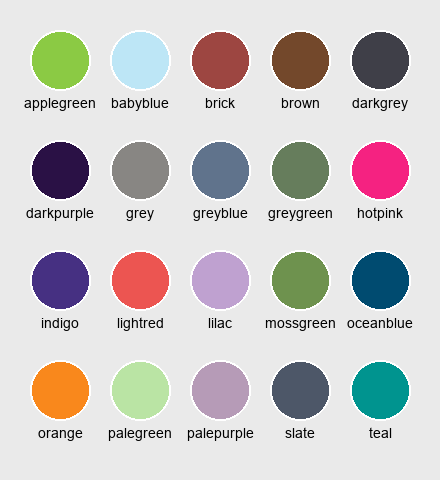 applegreen babyblue brick brown darkgrey
darkpurple grey greyblue greygreen hotpink
indigo lightred lilac mossgreen oceanblue
orange palegreen palepurple slate teal